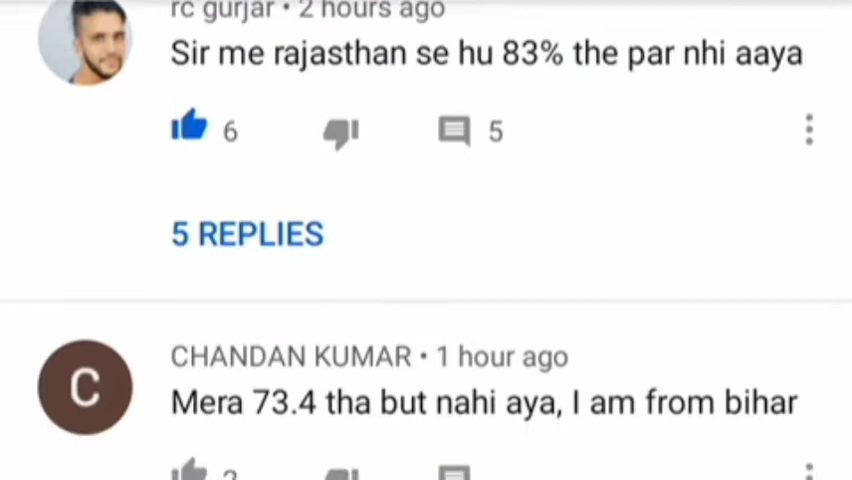 rc gurjar • 2 hours ago
Sir me rajasthan se hu 83% the par nhi aaya
6 5
5 REPLIES
C
CHANDAN KUMAR • 1 hour ago
Mera 73.4 tha but nahi aya, I am from bihar
2